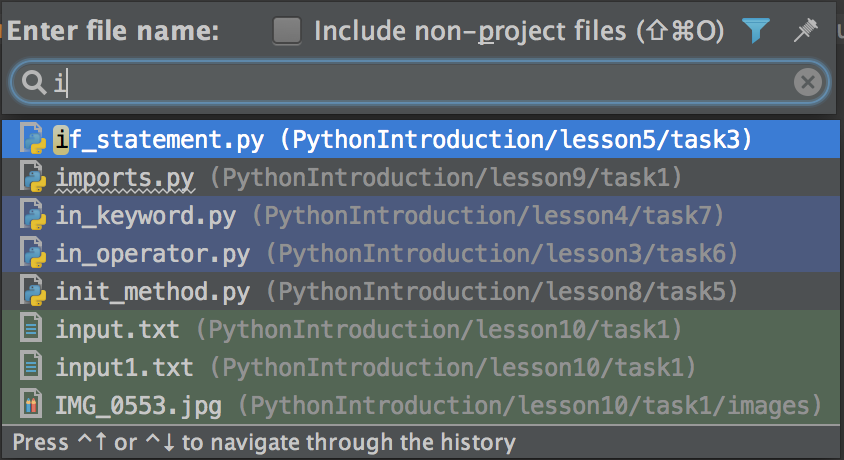 Enter file name: Include non-project files (⇧⌘O)
i
if_statement.py (PythonIntroduction/lesson5/task3)
imports.py (PythonIntroduction/lesson9/task1)
in_keyword.py (PythonIntroduction/lesson4/task7)
in_operator.py (PythonIntroduction/lesson3/task6)
init_method.py (PythonIntroduction/lesson8/task5)
input.txt (PythonIntroduction/lesson10/task1)
input1.txt (PythonIntroduction/lesson10/task1)
IMG_0553.jpg (PythonIntroduction/lesson10/task1/images)
Press ^↑ or ^↓ to navigate through the history